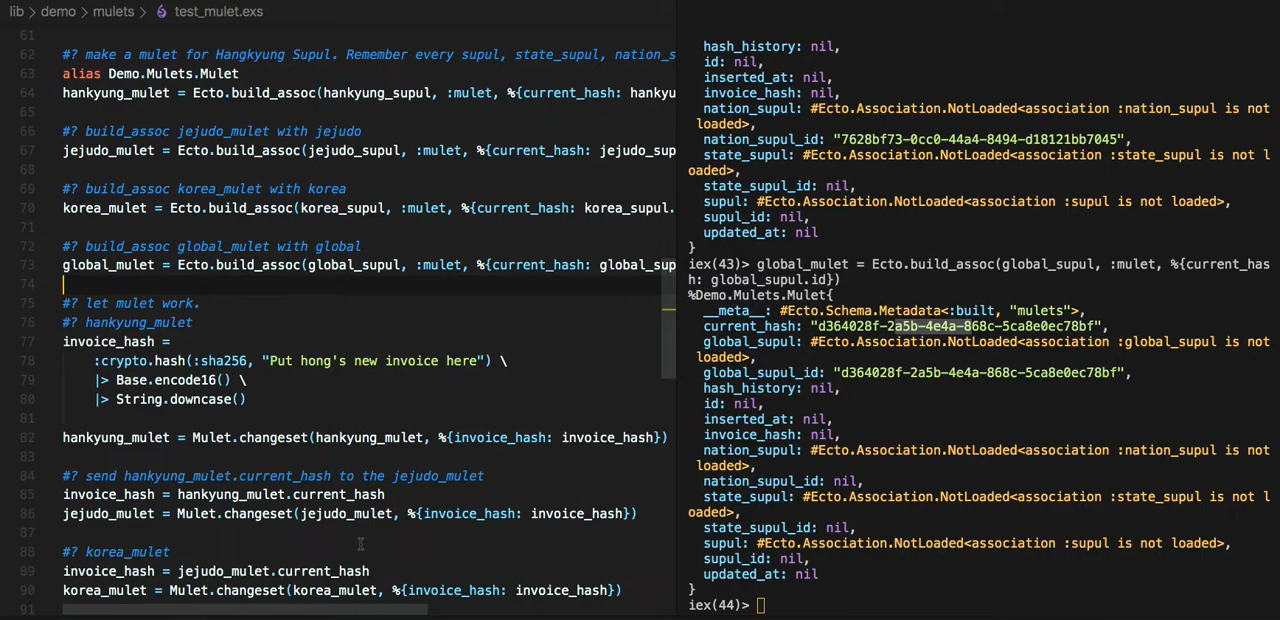 lib > demo > mulets > test_mulet.exs
61
62 #? make a mulet for Hangkyung Supul. Remember every supul, state_supul, nation_s
63 alias Demo.Mulets.Mulet
64 hankyung_mulet = Ecto.build_assoc(hankyung_supul, :mulet, %{current_hash: hankyu
65
66 #? build_assoc jejudo_mulet with jejudo
67 jejudo_mulet = Ecto.build_assoc(jejudo_supul, :mulet, %{current_hash: jejudo_sup
68
69 #? build_assoc korea_mulet with korea
70 korea_mulet = Ecto.build_assoc(korea_supul, :mulet, %{current_hash: korea_supul.
71
72 #? build_assoc global_mulet with global
73 global_mulet = Ecto.build_assoc(global_supul, :mulet, %{current_hash: global_sup
74
75 #? let mulet work.
76 #? hankyung_mulet
77 invoice_hash =
78 :crypto.hash(:sha256, "Put hong's new invoice here") \
79 |> Base.encode16() \
80 |> String.downcase()
81
82 hankyung_mulet = Mulet.changeset(hankyung_mulet, %{invoice_hash: invoice_hash})
83
84 #? send hankyung_mulet.current_hash to the jejudo_mulet
85 invoice_hash = hankyung_mulet.current_hash
86 jejudo_mulet = Mulet.changeset(jejudo_mulet, %{invoice_hash: invoice_hash})
87
88 #? korea_mulet
89 invoice_hash = jejudo_mulet.current_hash
90 korea_mulet = Mulet.changeset(korea_mulet, %{invoice_hash: invoice_hash})
91
hash_history: nil,
id: nil,
inserted_at: nil,
invoice_hash: nil,
nation_supul: #Ecto.Association.NotLoaded<association :nation_supul is not
loaded>,
nation_supul_id: "7628bf73-0cc0-44a4-8494-d18121bb7045",
state_supul: #Ecto.Association.NotLoaded<association :state_supul is not l
oaded>,
state_supul_id: nil,
supul: #Ecto.Association.NotLoaded<association :supul is not loaded>,
supul_id: nil,
updated_at: nil
}
iex(43)> global_mulet = Ecto.build_assoc(global_supul, :mulet, %{current_has
h: global_supul.id})
%Demo.Mulets.Mulet{
__meta__: #Ecto.Schema.Metadata<:built, "mulets">,
current_hash: "d364028f-2a5b-4e4a-868c-5ca8e0ec78bf",
global_supul: #Ecto.Association.NotLoaded<association :global_supul is not
loaded>,
global_supul_id: "d364028f-2a5b-4e4a-868c-5ca8e0ec78bf",
hash_history: nil,
id: nil,
inserted_at: nil,
invoice_hash: nil,
nation_supul: #Ecto.Association.NotLoaded<association :nation_supul is not
loaded>,
nation_supul_id: nil,
state_supul: #Ecto.Association.NotLoaded<association :state_supul is not l
oaded>,
state_supul_id: nil,
supul: #Ecto.Association.NotLoaded<association :supul is not loaded>,
supul_id: nil,
updated_at: nil
}
iex(44)>